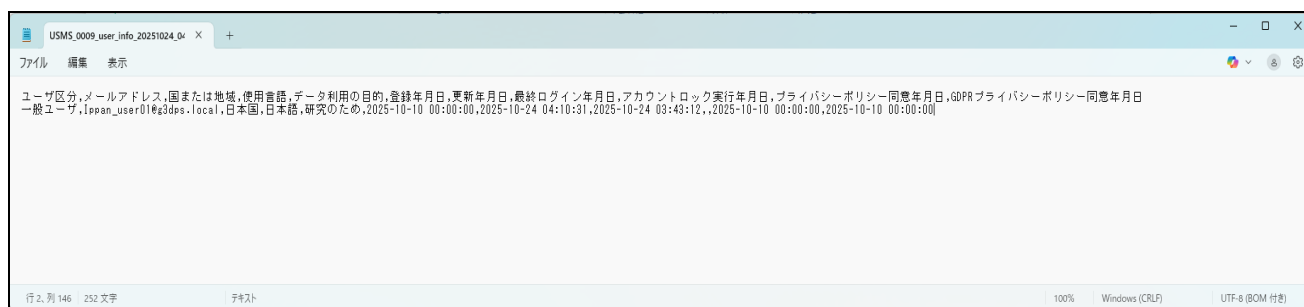 USMS_0009_user_info_20251024_04
ファイル 編集 表示
ユーザ区分,メールアドレス,国または地域,使用言語,データ利用の目的,登録年月日,更新年月日,最終ログイン年月日,アカウントロック実行年月日,プライバシーポリシー同意年月日,GDPRプライバシーポリシー同意年月日
一般ユーザ,Ippan_user01@g3dps.local,日本国,日本語,研究のため,2025-10-10 00:00:00,2025-10-24 04:10:31,2025-10-24 03:43:12,,2025-10-10 00:00:00,2025-10-10 00:00:00
行 2、列 146 252 文字 テキスト 100% Windows (CRLF) UTF-8 (BOM 付き)